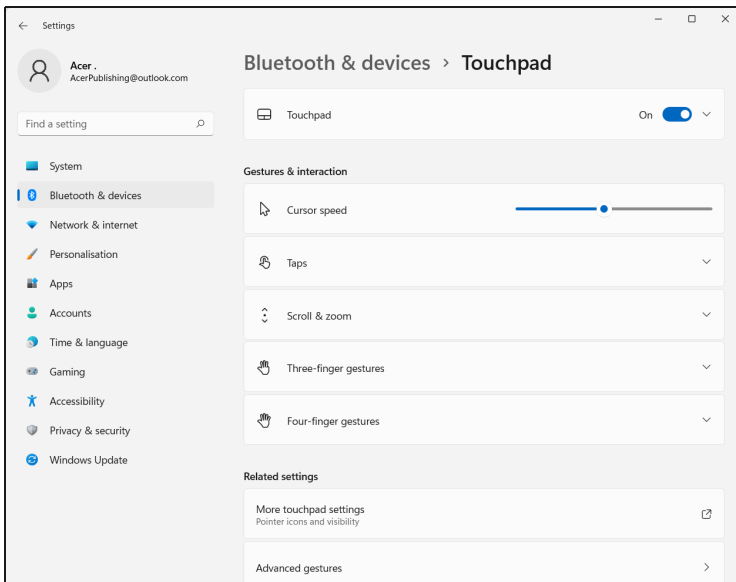 Settings
Acer .
AcerPublishing@outlook.com
Find a setting
System
Bluetooth & devices
Network & internet
Personalisation
Apps
Accounts
Time & language
Gaming
Accessibility
Privacy & security
Windows Update
Bluetooth & devices > Touchpad
Touchpad
On
Gestures & interaction
Cursor speed
Taps
Scroll & zoom
Three-finger gestures
Four-finger gestures
Related settings
More touchpad settings
Pointer icons and visibility
Advanced gestures